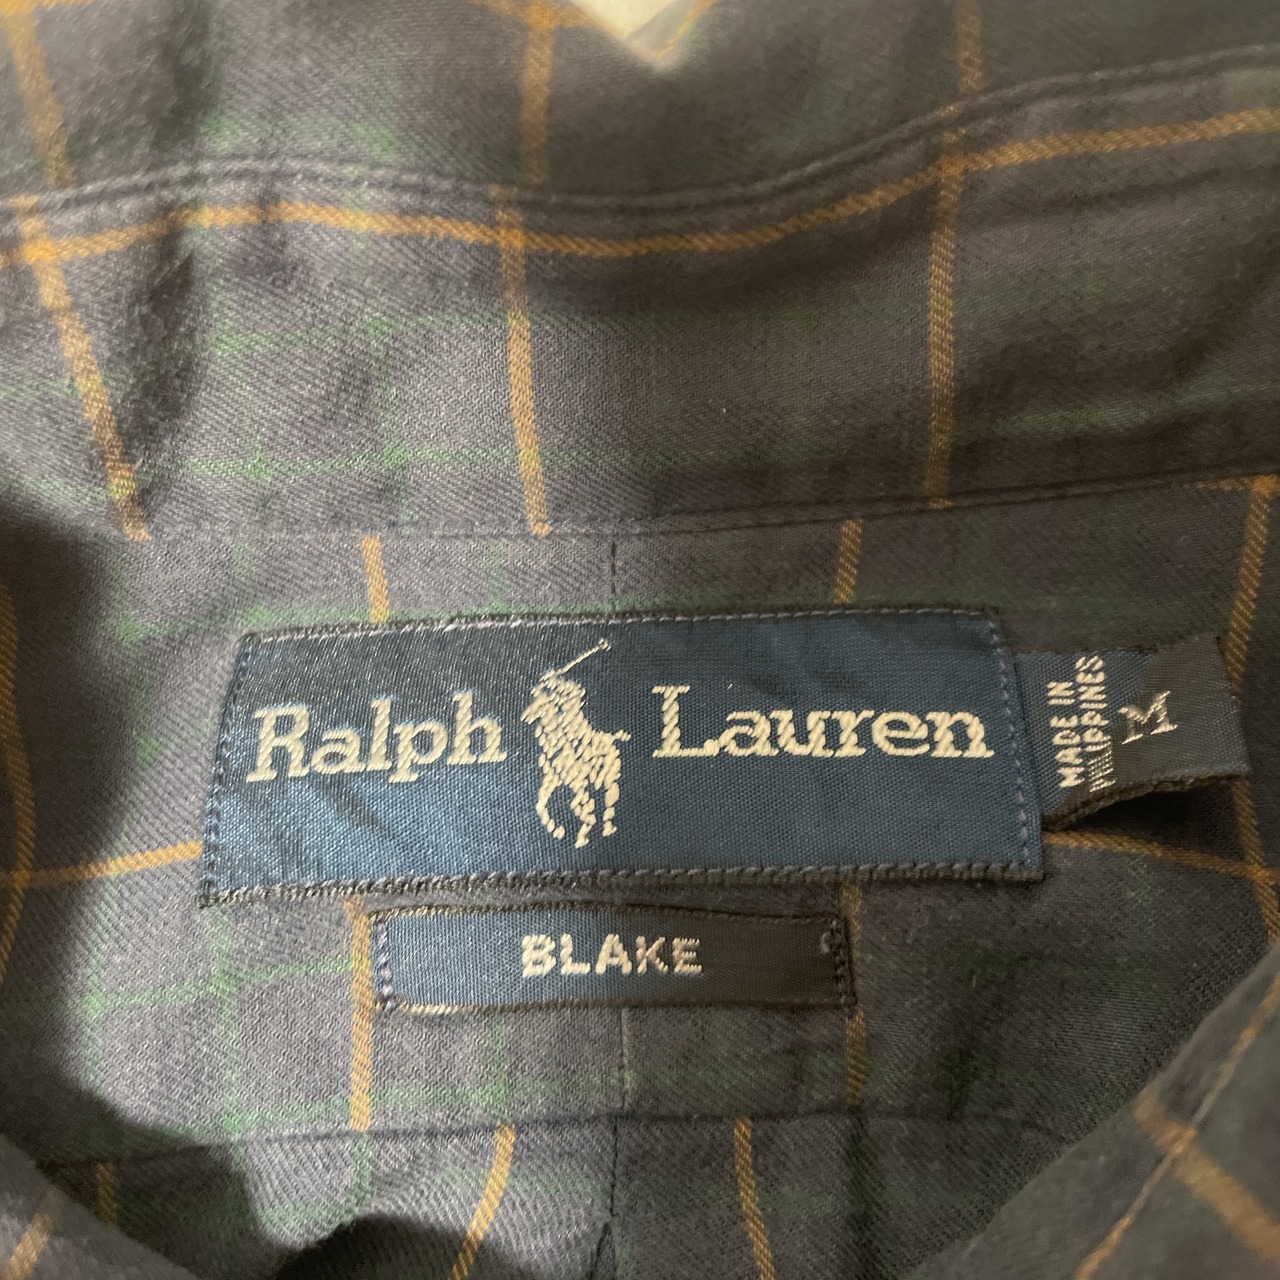 Ralph Lauren
MADE IN
PHILIPPINES
M
BLAKE